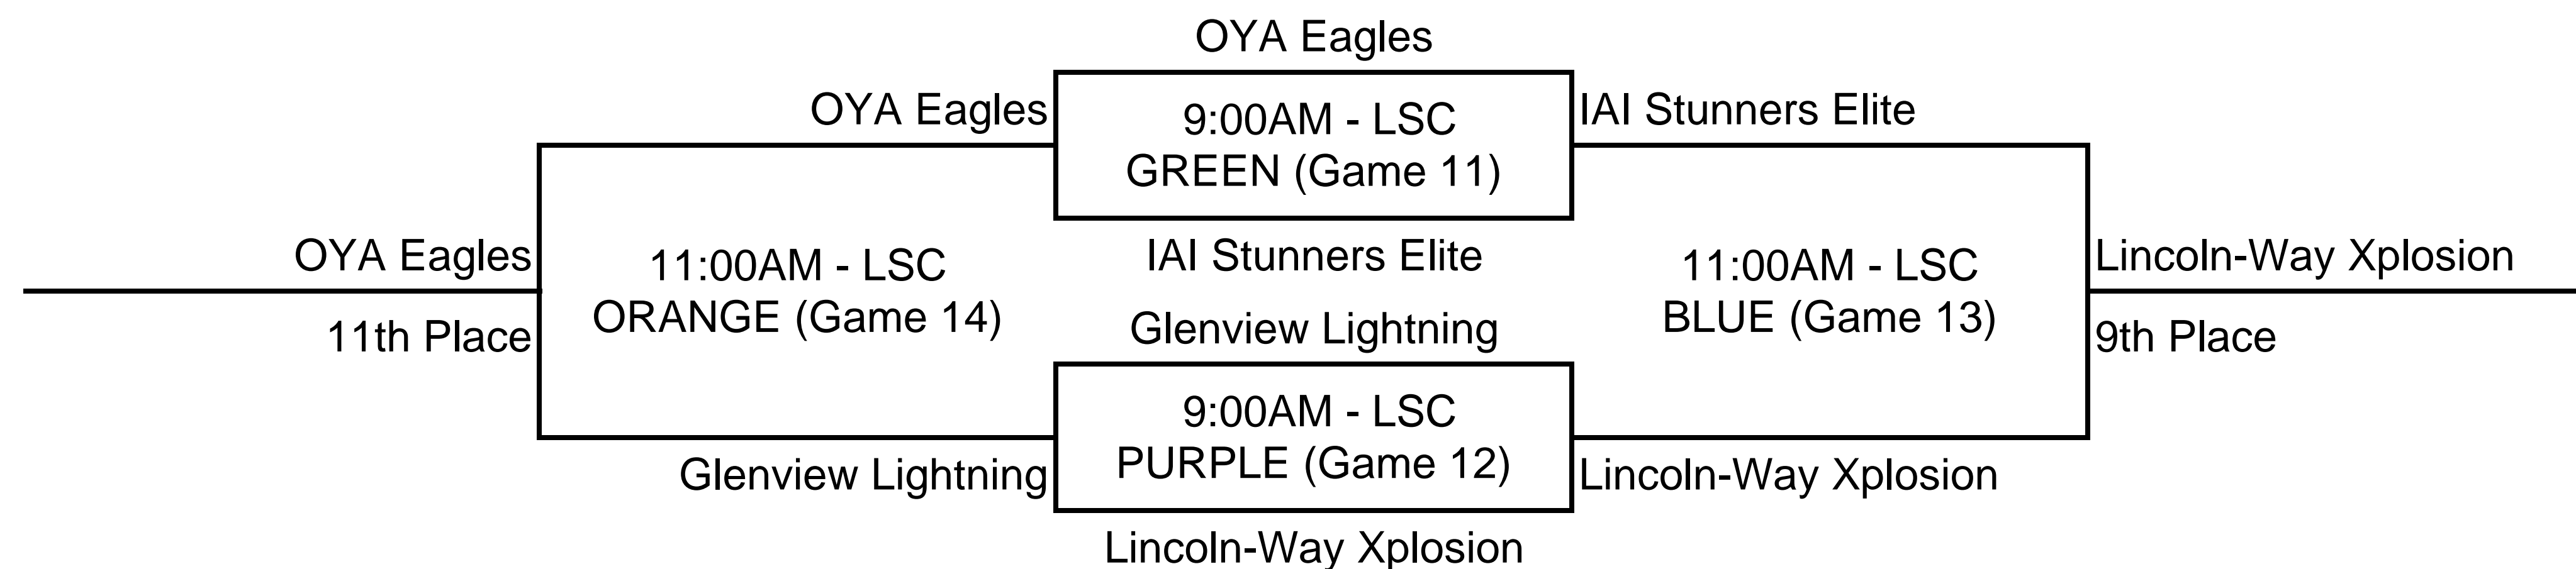 OYA Eagles
OYA Eagles
9:00AM - LSC
GREEN (Game 11)
IAI Stunners Elite
OYA Eagles
11th Place
11:00AM - LSC
ORANGE (Game 14)
IAI Stunners Elite
Glenview Lightning
11:00AM - LSC
BLUE (Game 13)
Lincoln-Way Xplosion
9th Place
Glenview Lightning
9:00AM - LSC
PURPLE (Game 12)
Lincoln-Way Xplosion
Lincoln-Way Xplosion